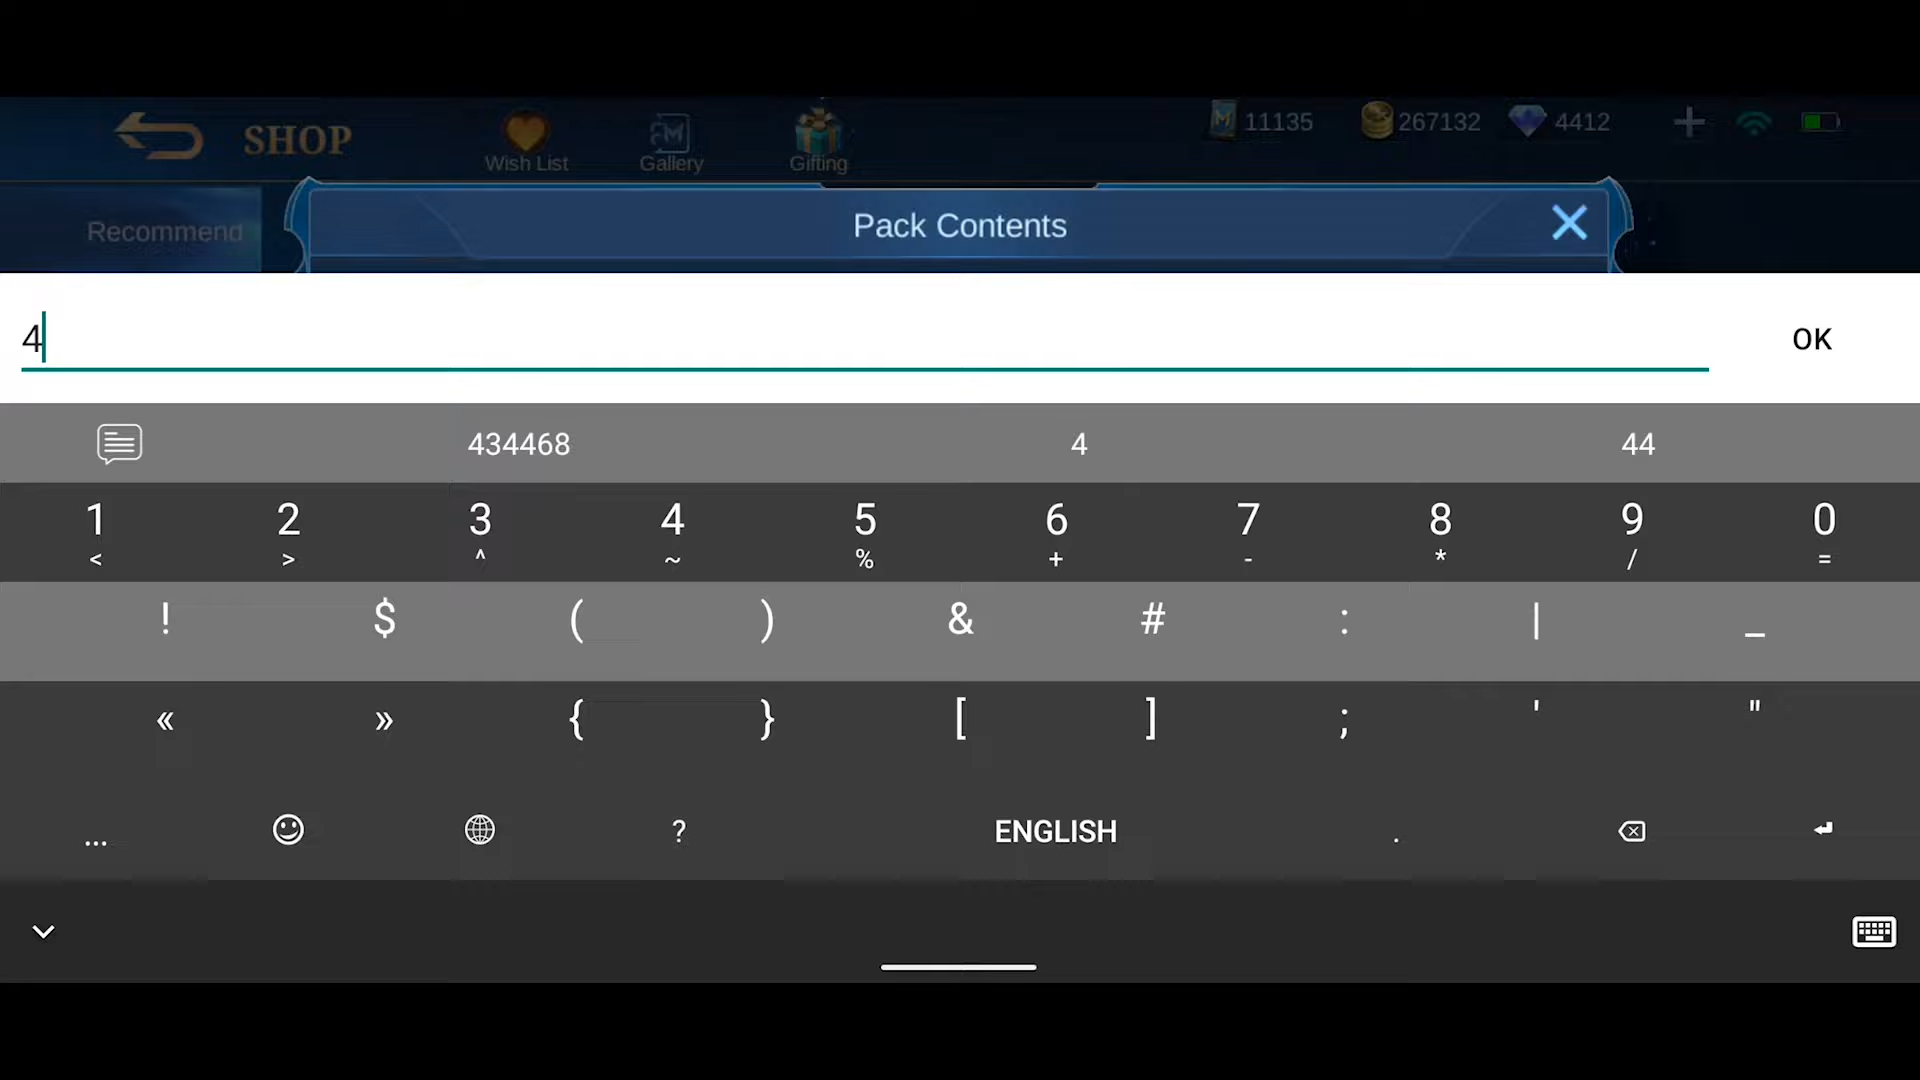 SHOP
Wish List
Gallery
Gifting
11135
267132
4412
Recommend
Pack Contents
4
OK
434468
4
44
1 2 3 4 5 6 7 8 9 0
< > ^ ~ % + - * / =
! $ ( ) & # : | _
« » { } [ ] ; ' "
... ? ENGLISH .